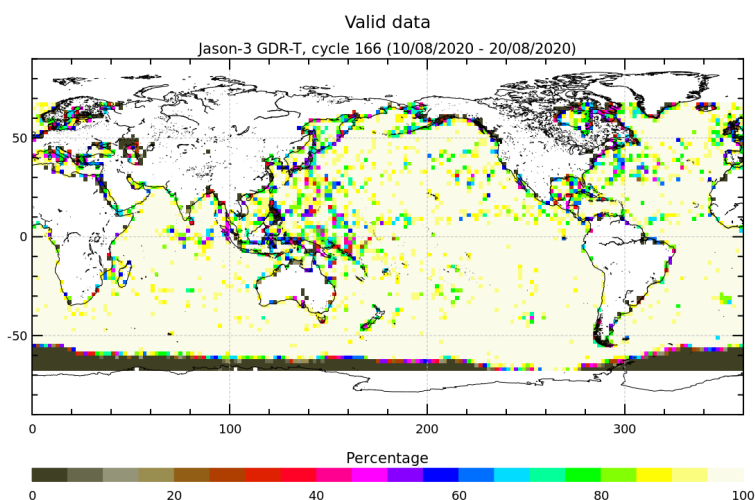 Valid data
Jason-3 GDR-T, cycle 166 (10/08/2020 - 20/08/2020)
50
0
-50
0 100 200 300
Percentage
0 20 40 60 80 100